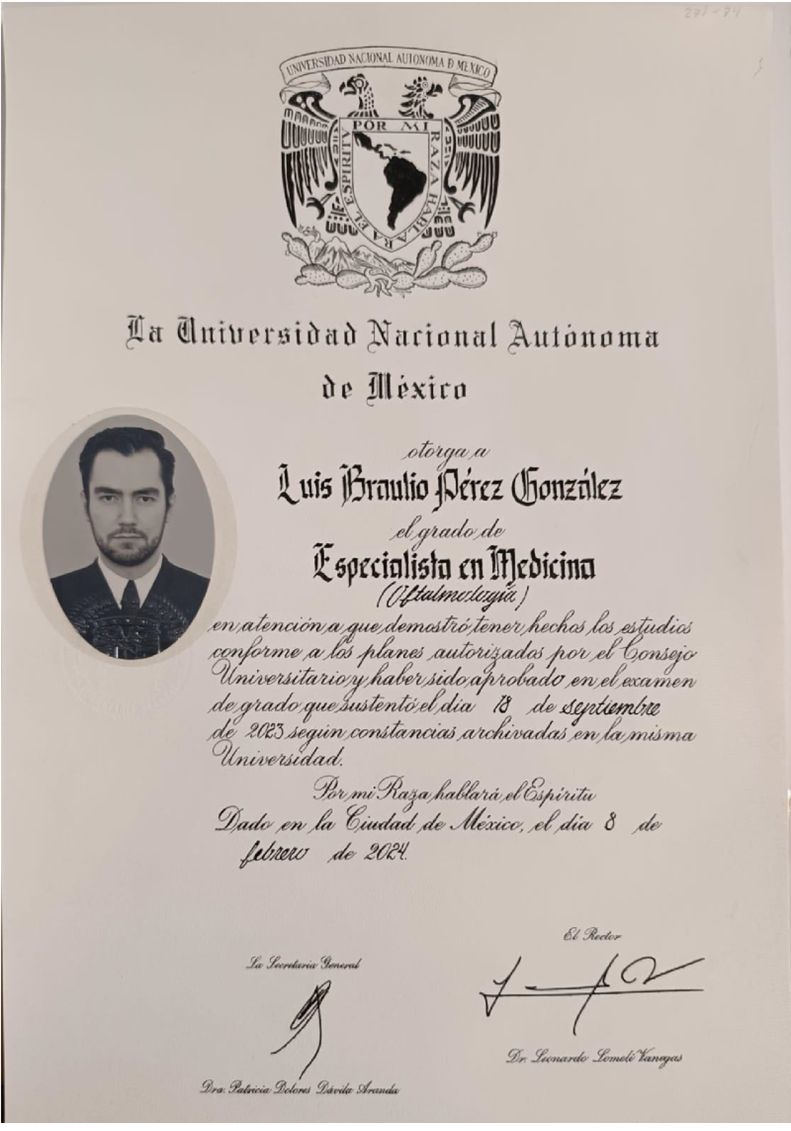 UNIVERSIDAD NACIONAL AUTONOMA D MEXICO
POR MI RAZA HABLARA EL ESPIRITU
La Universidad Nacional Autónoma
de México
otorga a
Luis Braulio Pérez González
el grado de
Especialista en Medicina
(Oftalmología)
en atención a que demostró tener hechos los estudios
conforme a los planes autorizados por el Consejo
Universitario y haber sido aprobado en el examen
de grado que sustentó el día 18 de septiembre
de 2023 según constancias archivadas en la misma
Universidad.
Por mi Raza hablará el Espíritu
Dado en la Ciudad de México, el día 8 de
febrero de 2024.
El Rector
La Secretaria General
Dr. Leonardo Lomelí Vanegas
Dra. Patricia Dolores Dávila Aranda